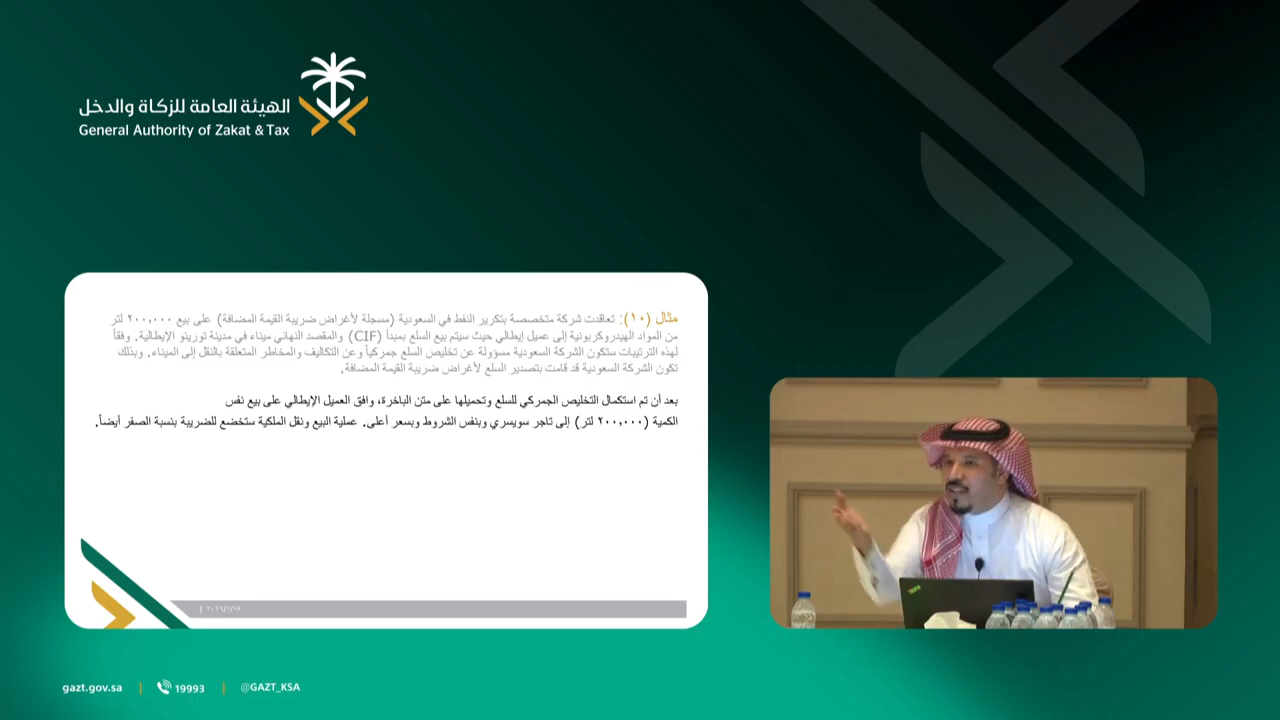 الهيئة العامة للزكاة والدخل
General Authority of Zakat & Tax
مثال (١٠): تعاقدت شركة متخصصة بتكرير النفط في السعودية (مسجلة لأغراض ضريبة القيمة المضافة) على بيع ٢٠٠,٠٠٠ لتر
من المواد الهيدروكربونية إلى عميل إيطالي حيث سيتم بيع السلع بمبدأ (CIF) والمقصد النهائي ميناء في مدينة تورينو الإيطالية. وفقاً
لهذه الترتيبات ستكون الشركة السعودية مسؤولة عن تخليص السلع جمركياً وعن التكاليف والمخاطر المتعلقة بالنقل إلى الميناء. وبذلك
تكون الشركة السعودية قد قامت بتصدير السلع لأغراض ضريبة القيمة المضافة.
بعد أن تم استكمال التخليص الجمركي للسلع وتحميلها على متن الباخرة، وافق العميل الإيطالي على بيع نفس
الكمية (٢٠٠,٠٠٠ لتر) إلى تاجر سويسري وبنفس الشروط وبسعر أعلى. عملية البيع ونقل الملكية ستخضع للضريبة بنسبة الصفر أيضاً.
gazt.gov.sa | 19993 | @GAZT_KSA